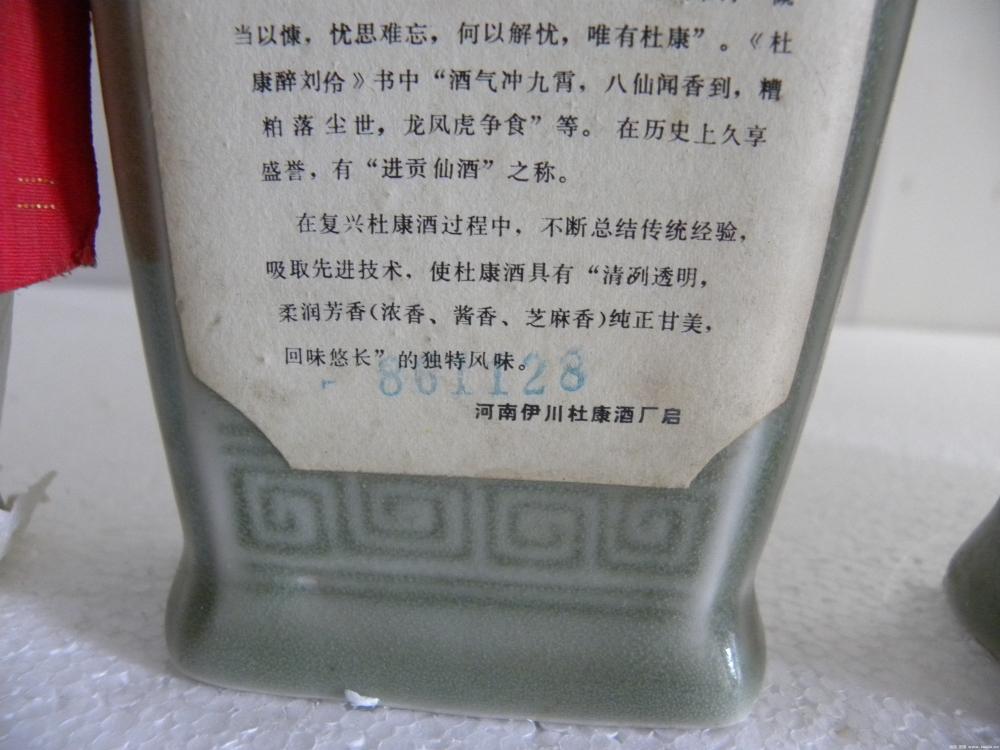 当以慷，忧思难忘，何以解忧，唯有杜康”。《杜
康醉刘伶》书中“酒气冲九霄，八仙闻香到，糟
粕落尘世，龙凤虎争食”等。在历史上久享
盛誉，有“进贡仙酒”之称。
在复兴杜康酒过程中，不断总结传统经验，
吸取先进技术，使杜康酒具有“清洌透明，
柔润芳香(浓香、酱香、芝麻香)纯正甘美，
回味悠长”的独特风味。
861128
河南伊川杜康酒厂启